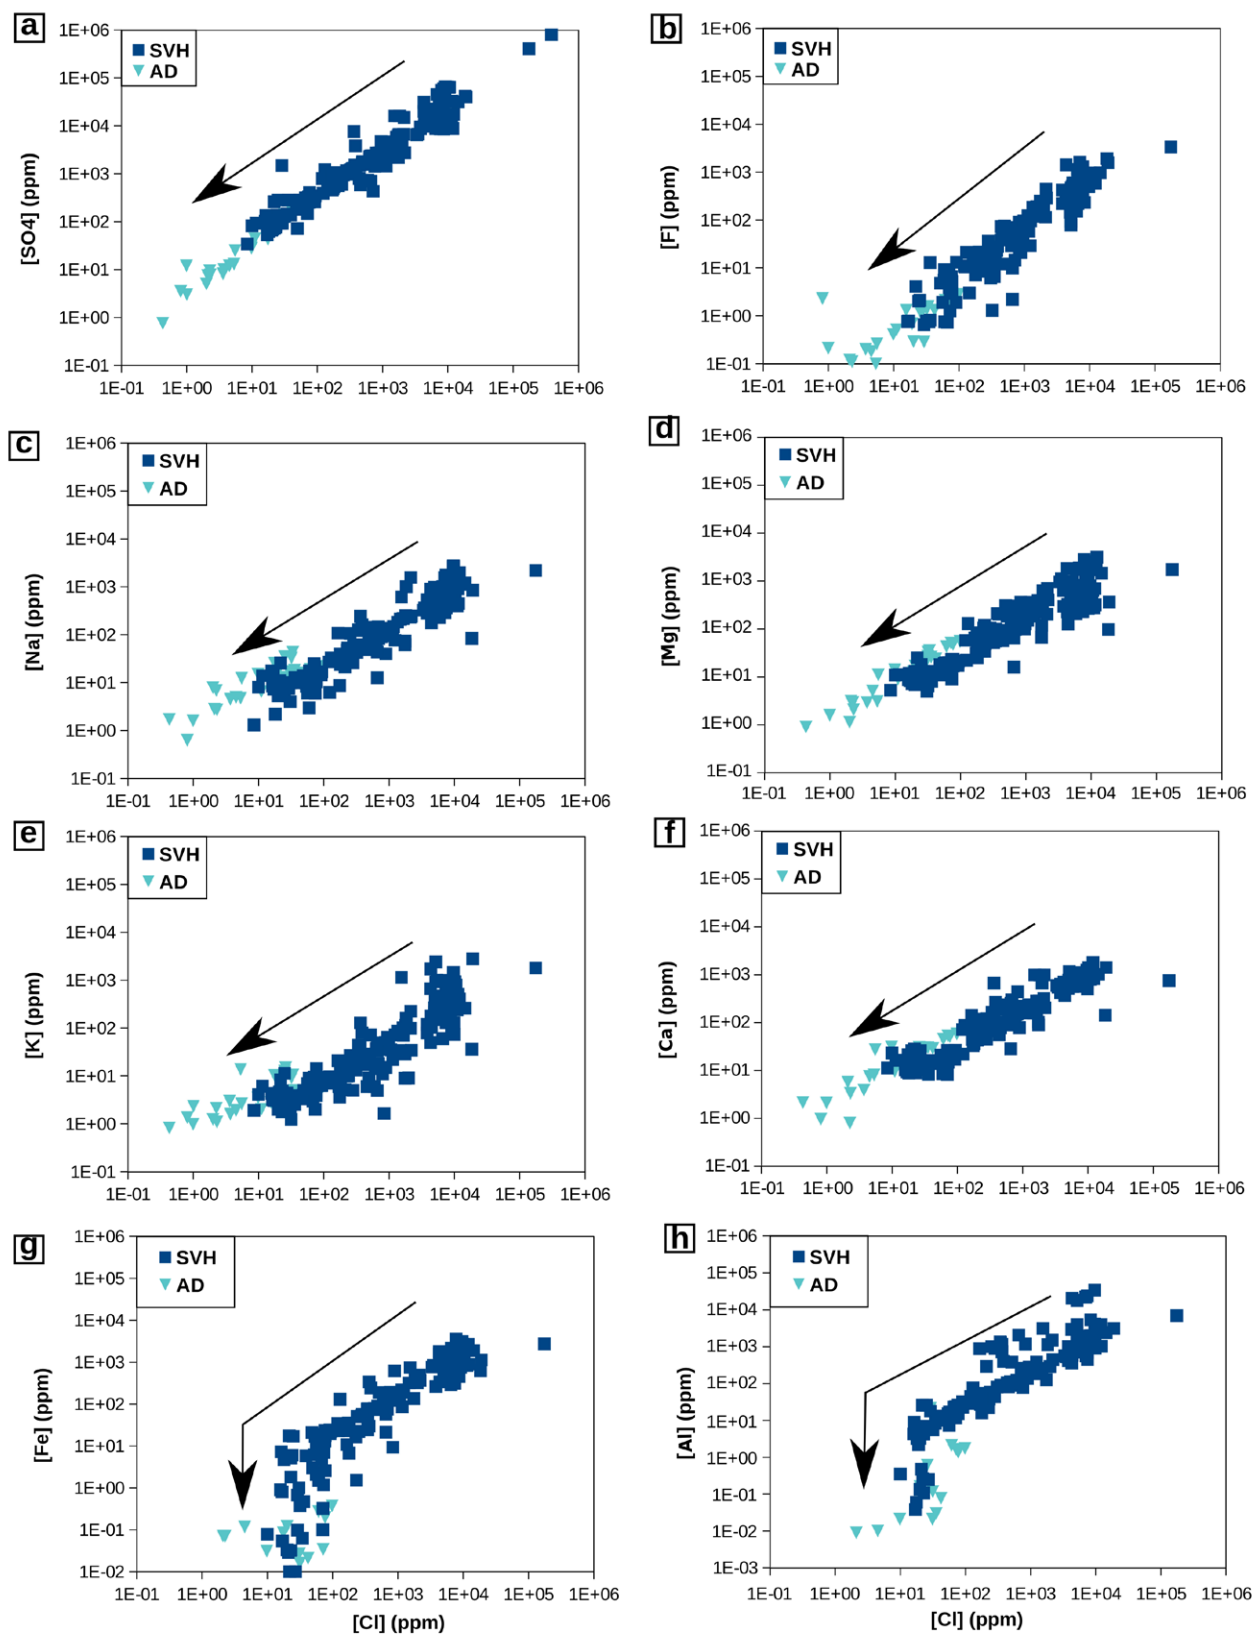 a
1E+06
1E+05
1E+04
1E+03
1E+02
1E+01
1E+00
1E-01
[SO4] (ppm)
SVH
AD
1E-01 1E+00 1E+01 1E+02 1E+03 1E+04 1E+05 1E+06
b
1E+06
1E+05
1E+04
1E+03
1E+02
1E+01
1E+00
1E-01
[F] (ppm)
SVH
AD
1E-01 1E+00 1E+01 1E+02 1E+03 1E+04 1E+05 1E+06
c
1E+06
1E+05
1E+04
1E+03
1E+02
1E+01
1E+00
1E-01
[Na] (ppm)
SVH
AD
1E-01 1E+00 1E+01 1E+02 1E+03 1E+04 1E+05 1E+06
d
1E+06
1E+05
1E+04
1E+03
1E+02
1E+01
1E+00
1E-01
[Mg] (ppm)
SVH
AD
1E-01 1E+00 1E+01 1E+02 1E+03 1E+04 1E+05 1E+06
e
1E+06
1E+05
1E+04
1E+03
1E+02
1E+01
1E+00
1E-01
[K] (ppm)
SVH
AD
1E-01 1E+00 1E+01 1E+02 1E+03 1E+04 1E+05 1E+06
f
1E+06
1E+05
1E+04
1E+03
1E+02
1E+01
1E+00
1E-01
[Ca] (ppm)
SVH
AD
1E-01 1E+00 1E+01 1E+02 1E+03 1E+04 1E+05 1E+06
g
1E+06
1E+05
1E+04
1E+03
1E+02
1E+01
1E+00
1E-01
1E-02
[Fe] (ppm)
SVH
AD
1E-01 1E+00 1E+01 1E+02 1E+03 1E+04 1E+05 1E+06
[Cl] (ppm)
h
1E+06
1E+05
1E+04
1E+03
1E+02
1E+01
1E+00
1E-01
1E-02
1E-03
[Al] (ppm)
SVH
AD
1E-01 1E+00 1E+01 1E+02 1E+03 1E+04 1E+05 1E+06
[Cl] (ppm)